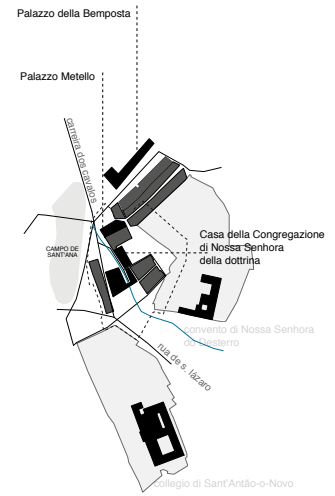 Palazzo della Bemposta
Palazzo Metello
carreira dos cavalos
Casa della Congregazione
di Nossa Senhora
della dottrina
CAMPO DE
SANT'ANA
convento di Nossa Senhora
do Desterro
rua de s. lázaro
collegio di Sant'Antão-o-Novo